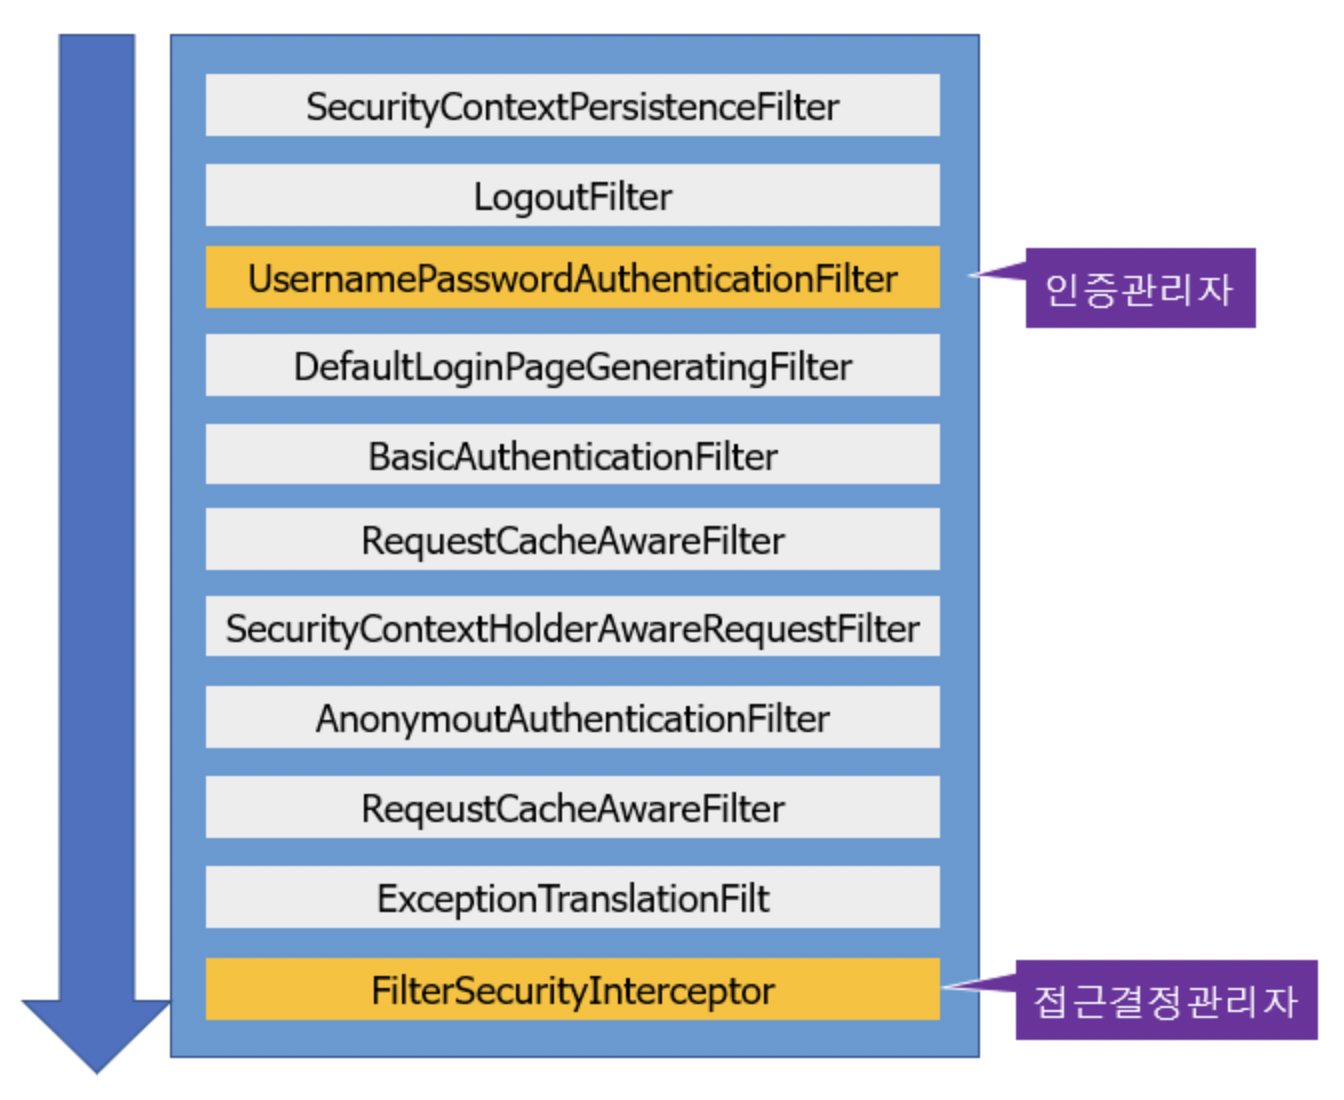 SecurityContextPersistenceFilter
LogoutFilter
UsernamePasswordAuthenticationFilter
인증관리자
DefaultLoginPageGeneratingFilter
BasicAuthenticationFilter
RequestCacheAwareFilter
SecurityContextHolderAwareRequestFilter
AnonymoutAuthenticationFilter
ReqeustCacheAwareFilter
ExceptionTranslationFilt
FilterSecurityInterceptor
접근결정관리자